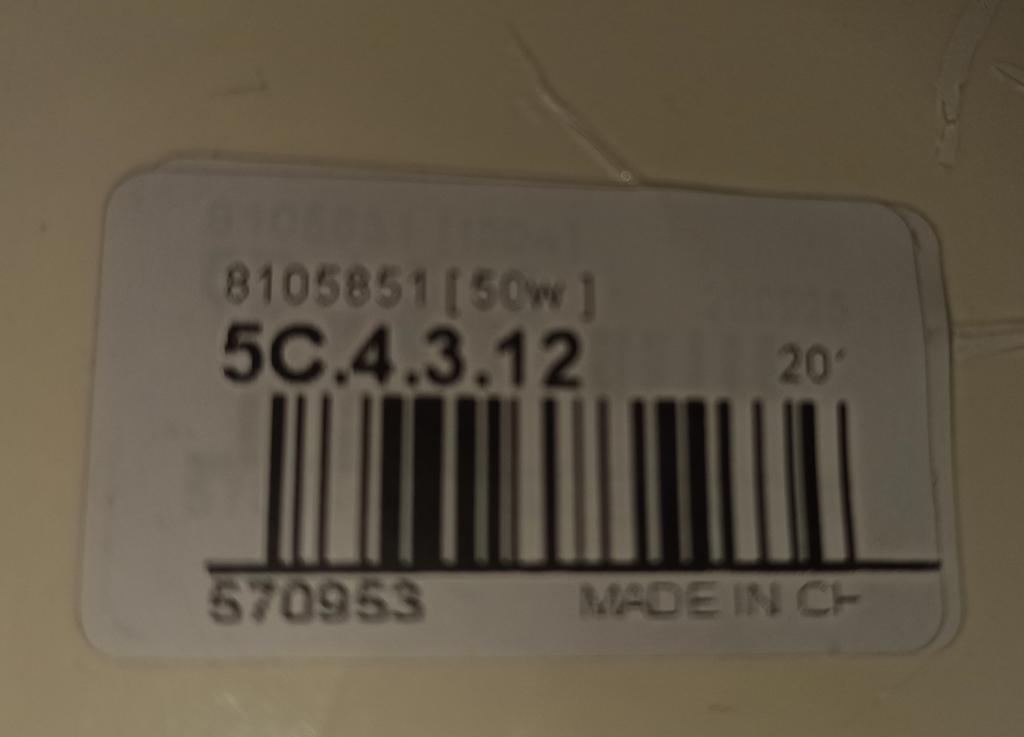 8105851 [ 50w ]
5C.4.3.12 20'
570953 MADE IN CH